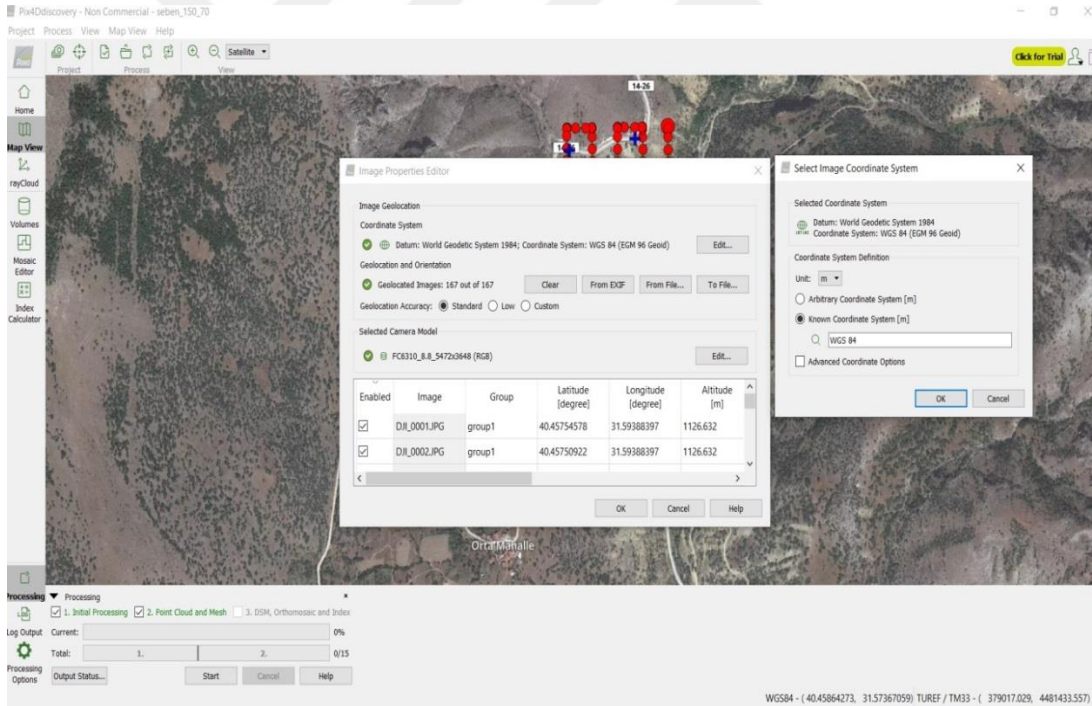 Pix4Ddiscovery - Non Commercial - seben_150_70
Project Process View Map View Help
Satellite
Project Process View
Click for Trial
Home
Map View
rayCloud
Volumes
Mosaic
Editor
Index
Calculator
Processing
Log Output
Processing
Options
14-26
Orta Mahalle
Image Properties Editor
Image Geolocation
Coordinate System
Datum: World Geodetic System 1984; Coordinate System: WGS 84 (EGM 96 Geoid) Edit...
Geolocation and Orientation
Geolocated Images: 167 out of 167 Clear From EXIF From File... To File...
Geolocation Accuracy: Standard Low Custom
Selected Camera Model
FC6310_8.8_5472x3648 (RGB) Edit...
Enabled Image Group Latitude [degree] Longitude [degree] Altitude [m]
DJI_0001.JPG group1 40.45754578 31.59388397 1126.632
DJI_0002.JPG group1 40.45750922 31.59388397 1126.632
OK Cancel Help
Select Image Coordinate System
Selected Coordinate System
Datum: World Geodetic System 1984
Coordinate System: WGS 84 (EGM 96 Geoid)
Coordinate System Definition
Unit: m
Arbitrary Coordinate System [m]
Known Coordinate System [m]
WGS 84
Advanced Coordinate Options
OK Cancel
Processing
1. Initial Processing 2. Point Cloud and Mesh 3. DSM, Orthomosaic and Index
Current: 0%
Total: 1. 2. 0/15
Output Status... Start Cancel Help
WGS84 - ( 40.45864273, 31.57367059) TUREF / TM33 - ( 379017.029, 4481433.557)